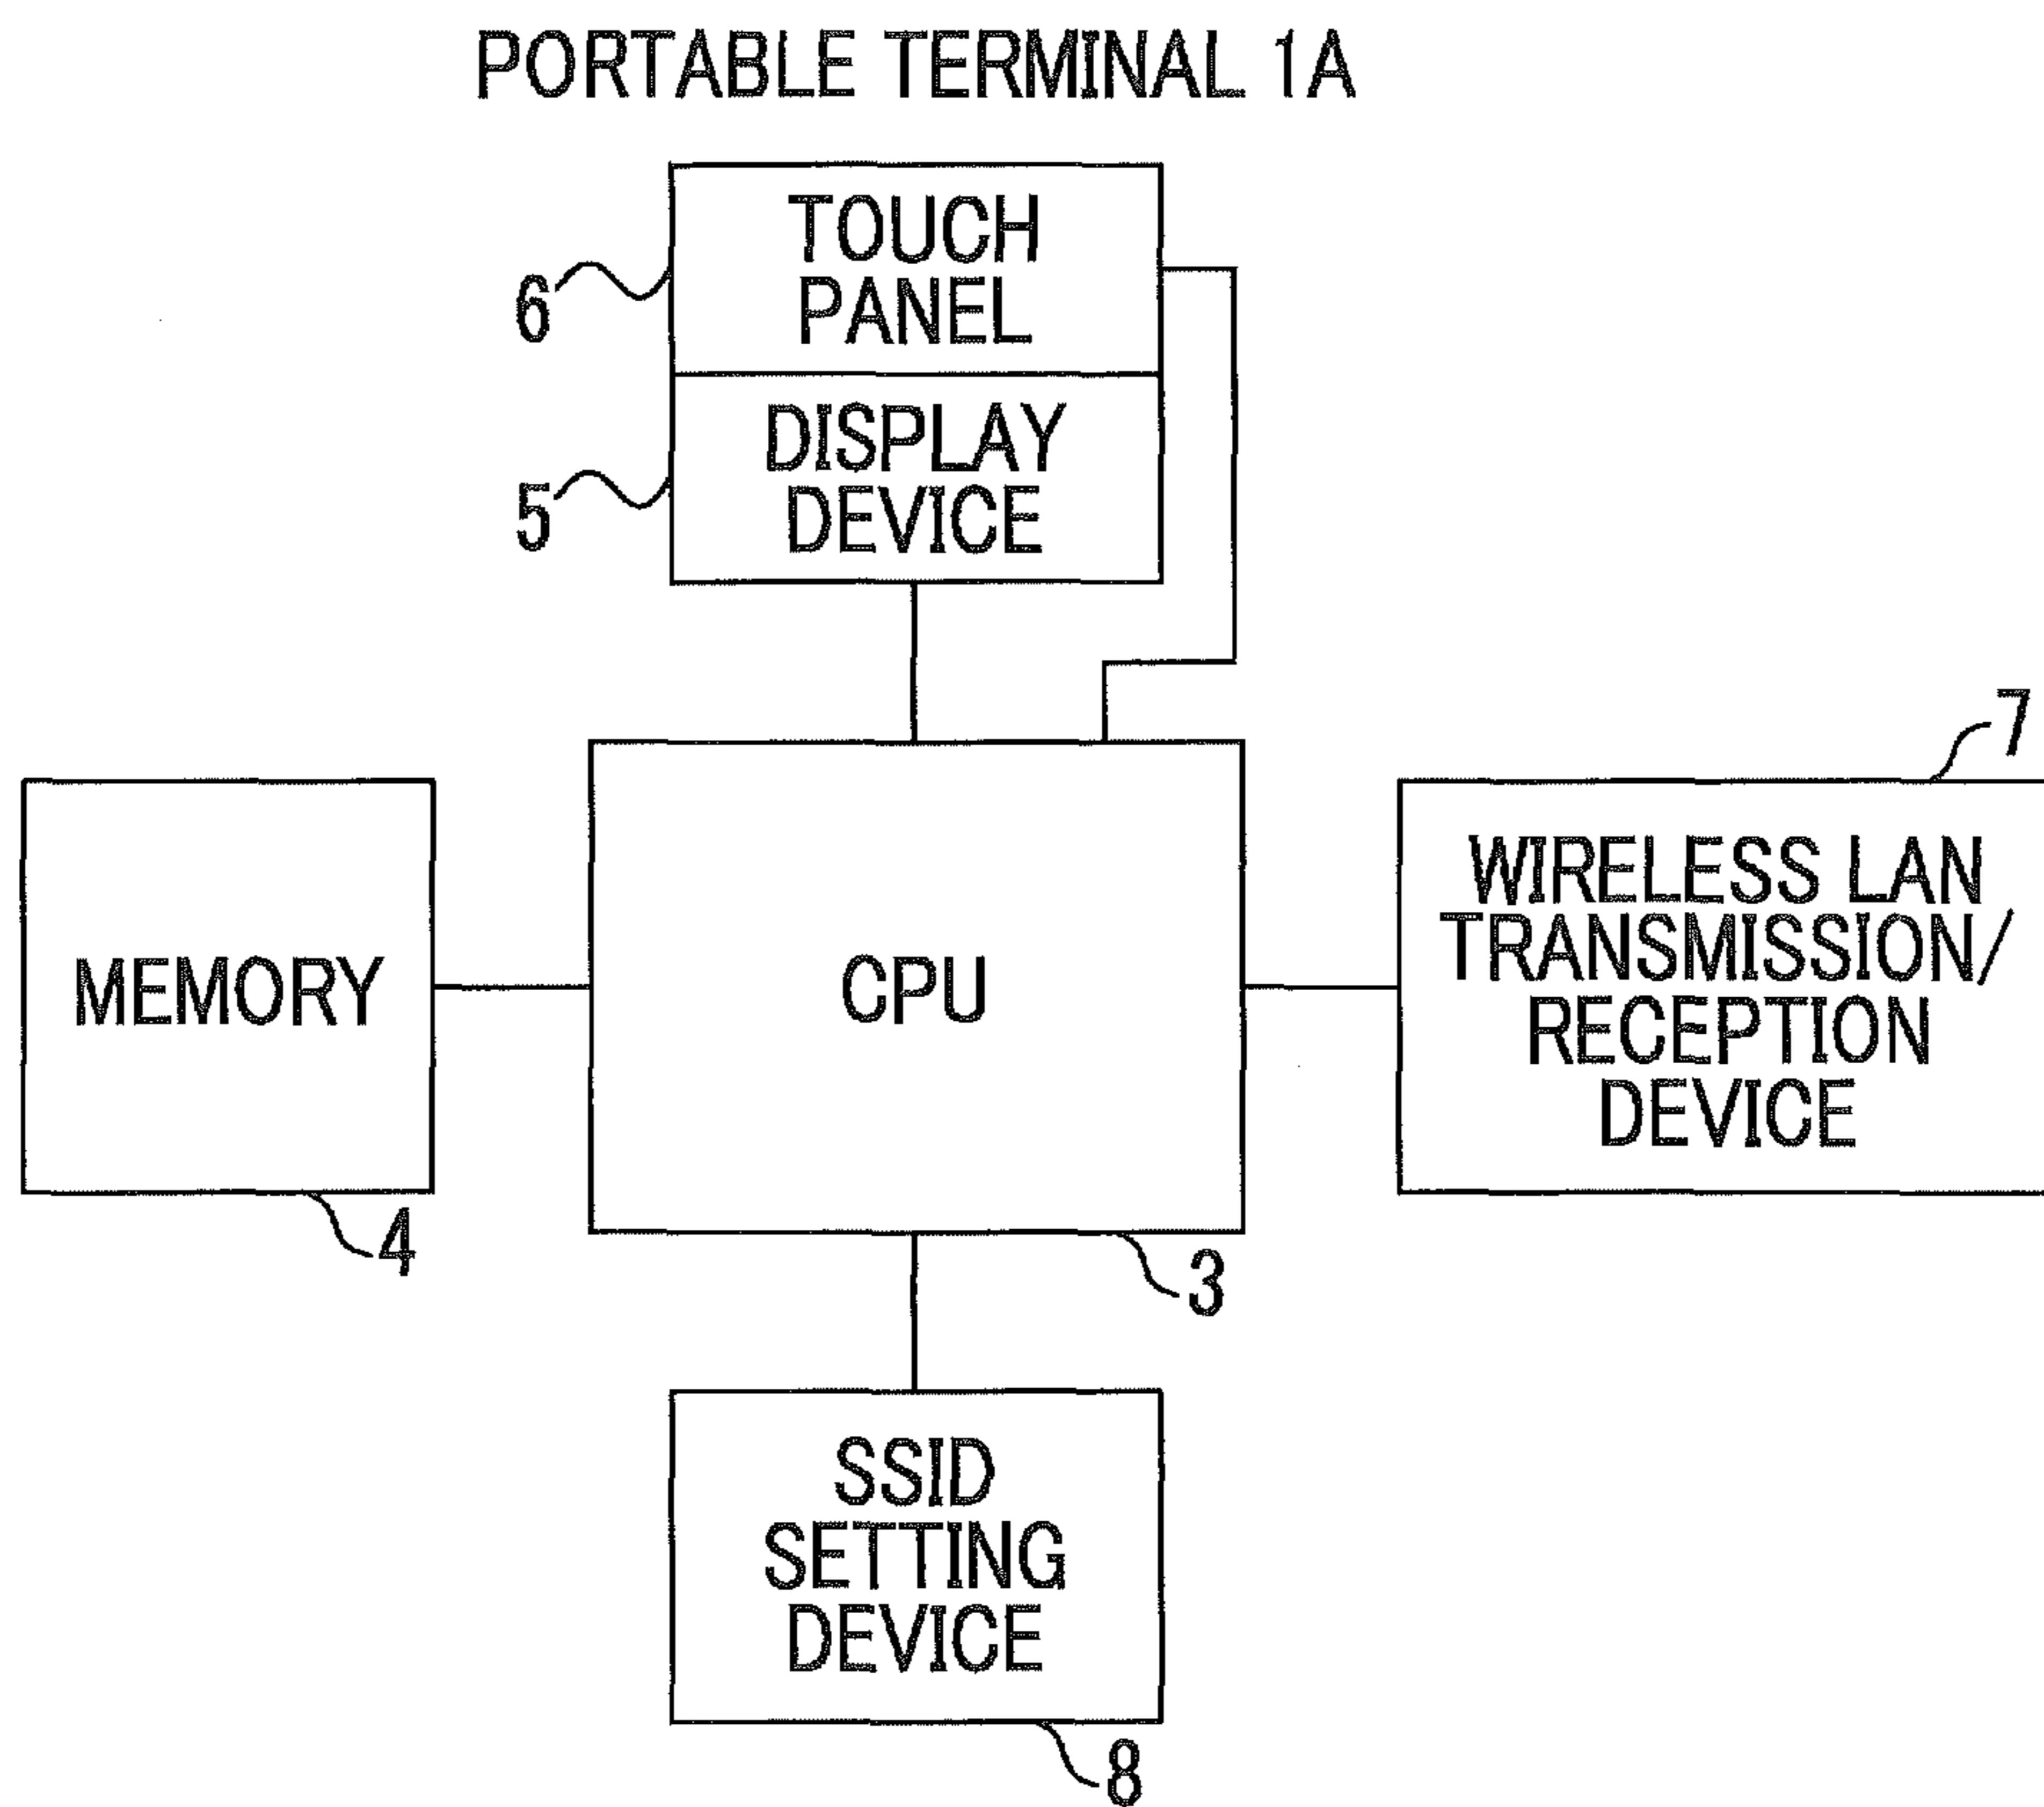 PORTABLE TERMINAL 1A
TOUCH
PANEL
6
DISPLAY
DEVICE
5
7
MEMORY
4
CPU
3
WIRELESS LAN
TRANSMISSION/
RECEPTION
DEVICE
SSID
SETTING
DEVICE
8